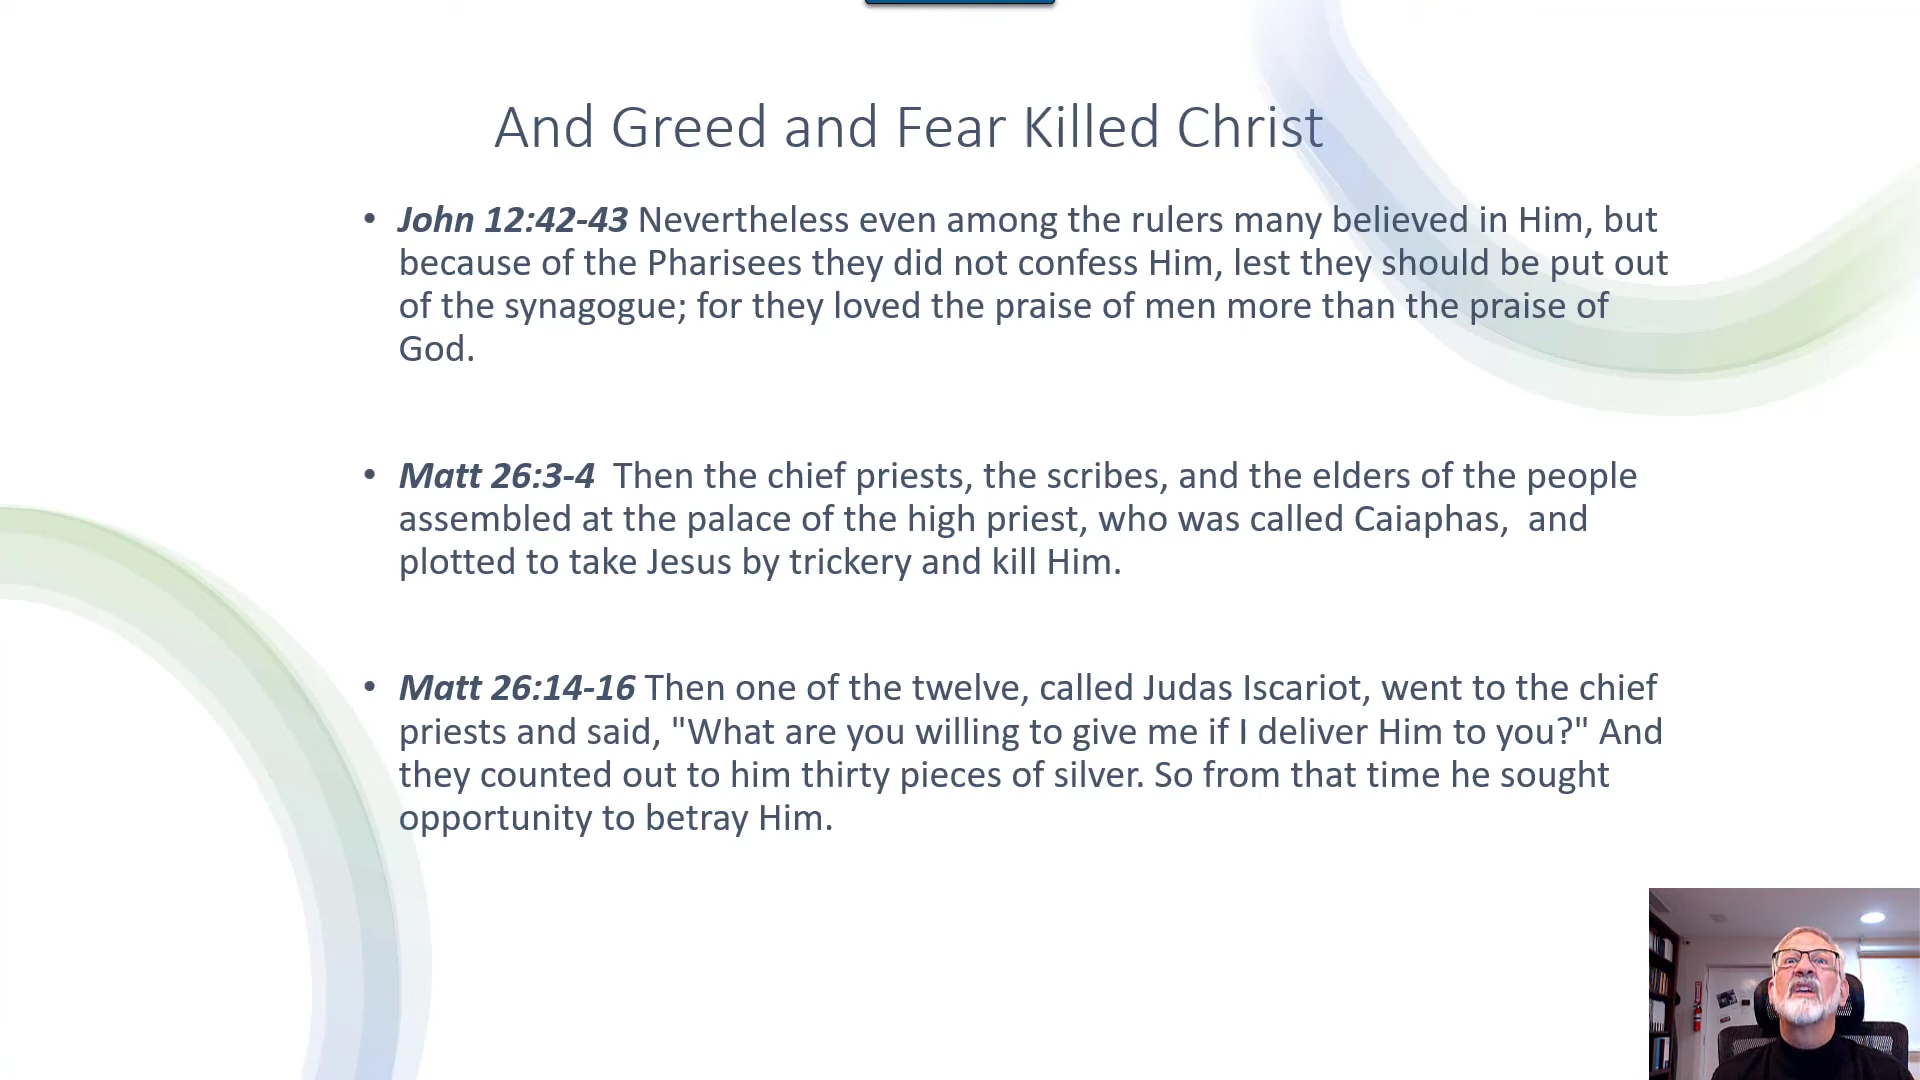 And Greed and Fear Killed Christ
• John 12:42-43 Nevertheless even among the rulers many believed in Him, but
because of the Pharisees they did not confess Him, lest they should be put out
of the synagogue; for they loved the praise of men more than the praise of
God.
• Matt 26:3-4  Then the chief priests, the scribes, and the elders of the people
assembled at the palace of the high priest, who was called Caiaphas,  and
plotted to take Jesus by trickery and kill Him.
• Matt 26:14-16 Then one of the twelve, called Judas Iscariot, went to the chief
priests and said, "What are you willing to give me if I deliver Him to you?" And
they counted out to him thirty pieces of silver. So from that time he sought
opportunity to betray Him.